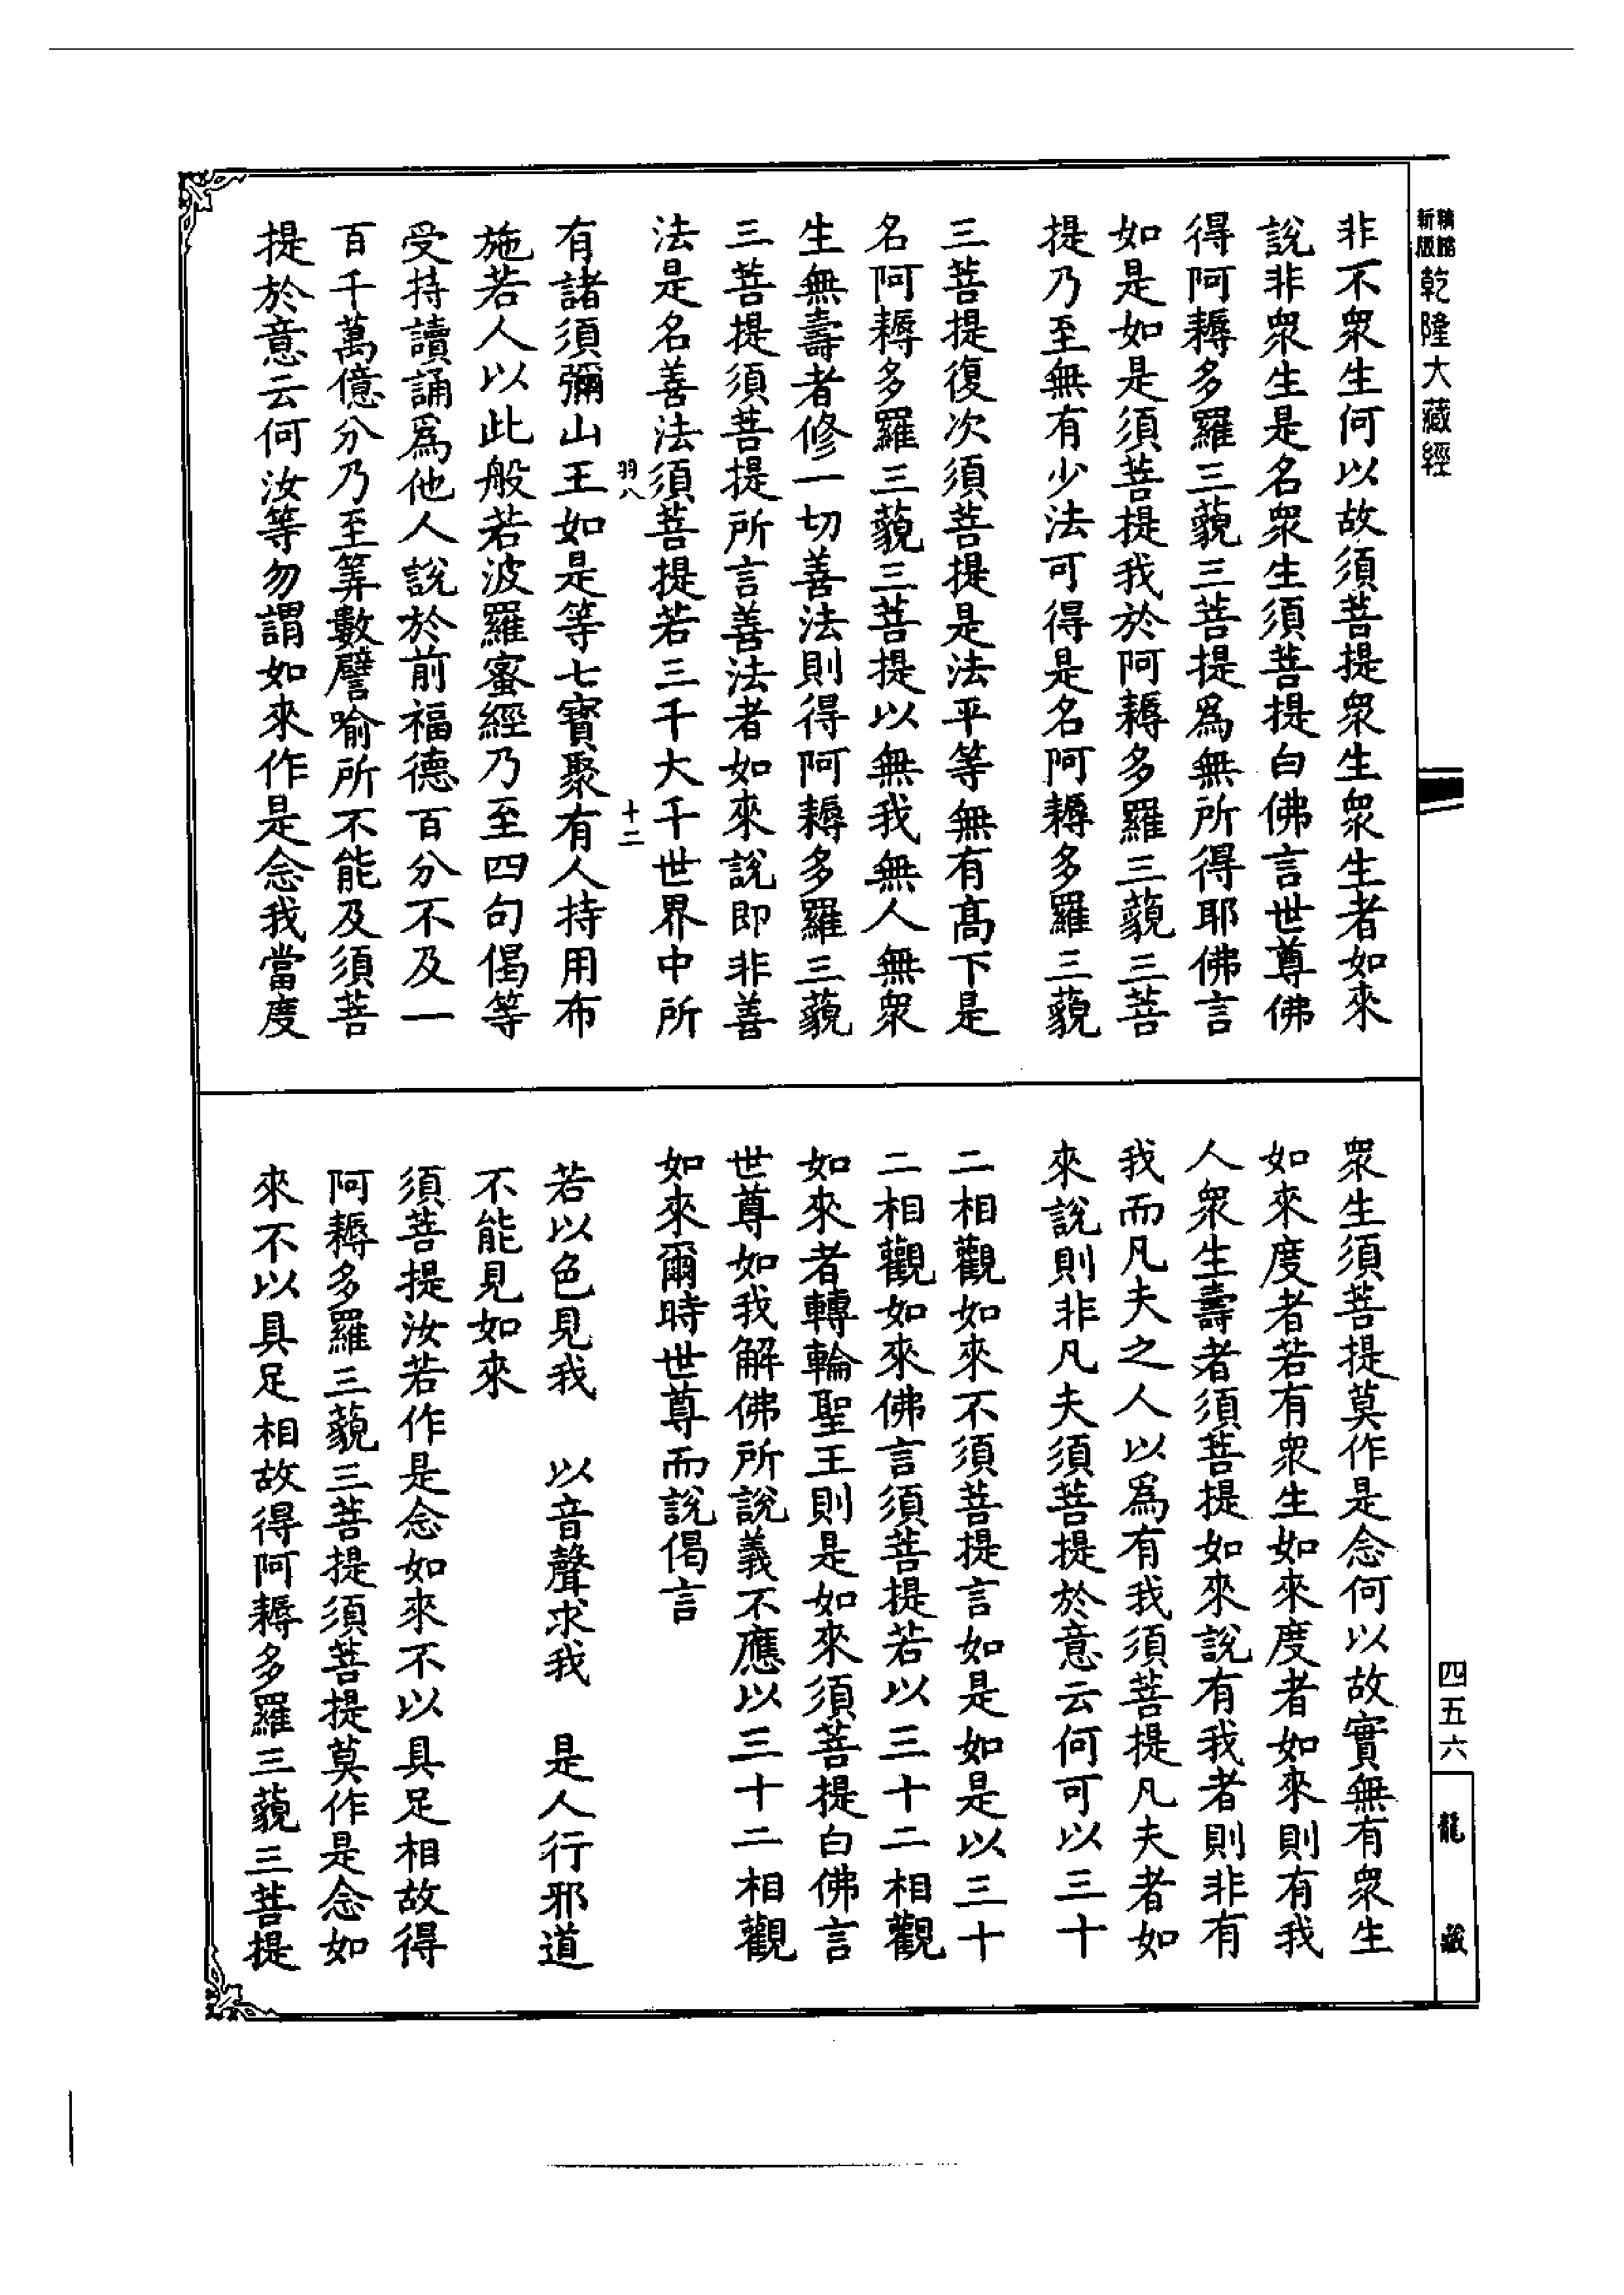 新版
精縮
乾隆大藏經
非不衆生何以故須菩提衆生衆生者如來
說非衆生是名衆生須菩提白佛言世尊佛
得阿耨多羅三藐三菩提爲無所得耶佛言
如是如是須菩提我於阿耨多羅三藐三菩
提乃至無有少法可得是名阿耨多羅三藐
三菩提復次須菩提是法平等無有高下是
名阿耨多羅三藐三菩提以無我無人無衆
生無壽者修一切善法則得阿耨多羅三藐
三菩提須菩提所言善法者如來說即非善
法是名善法須菩提若三千大千世界中所
羽八
十二
有諸須彌山王如是等七寶聚有人持用布
施若人以此般若波羅蜜經乃至四句偈等
受持讀誦爲他人說於前福德百分不及一
百千萬億分乃至筭數譬喻所不能及須菩
提於意云何汝等勿謂如來作是念我當度
衆生須菩提莫作是念何以故實無有衆生
如來度者若有衆生如來度者如來則有我
人衆生壽者須菩提如來說有我者則非有
我而凡夫之人以爲有我須菩提凡夫者如
來說則非凡夫須菩提於意云何可以三十
二相觀如來不須菩提言如是如是以三十
二相觀如來佛言須菩提若以三十二相觀
如來者轉輪聖王則是如來須菩提白佛言
世尊如我解佛所說義不應以三十二相觀
如來爾時世尊而說偈言
若以色見我　以音聲求我　是人行邪道
不能見如來
須菩提汝若作是念如來不以具足相故得
阿耨多羅三藐三菩提須菩提莫作是念如
來不以具足相故得阿耨多羅三藐三菩提
四五六
龍藏